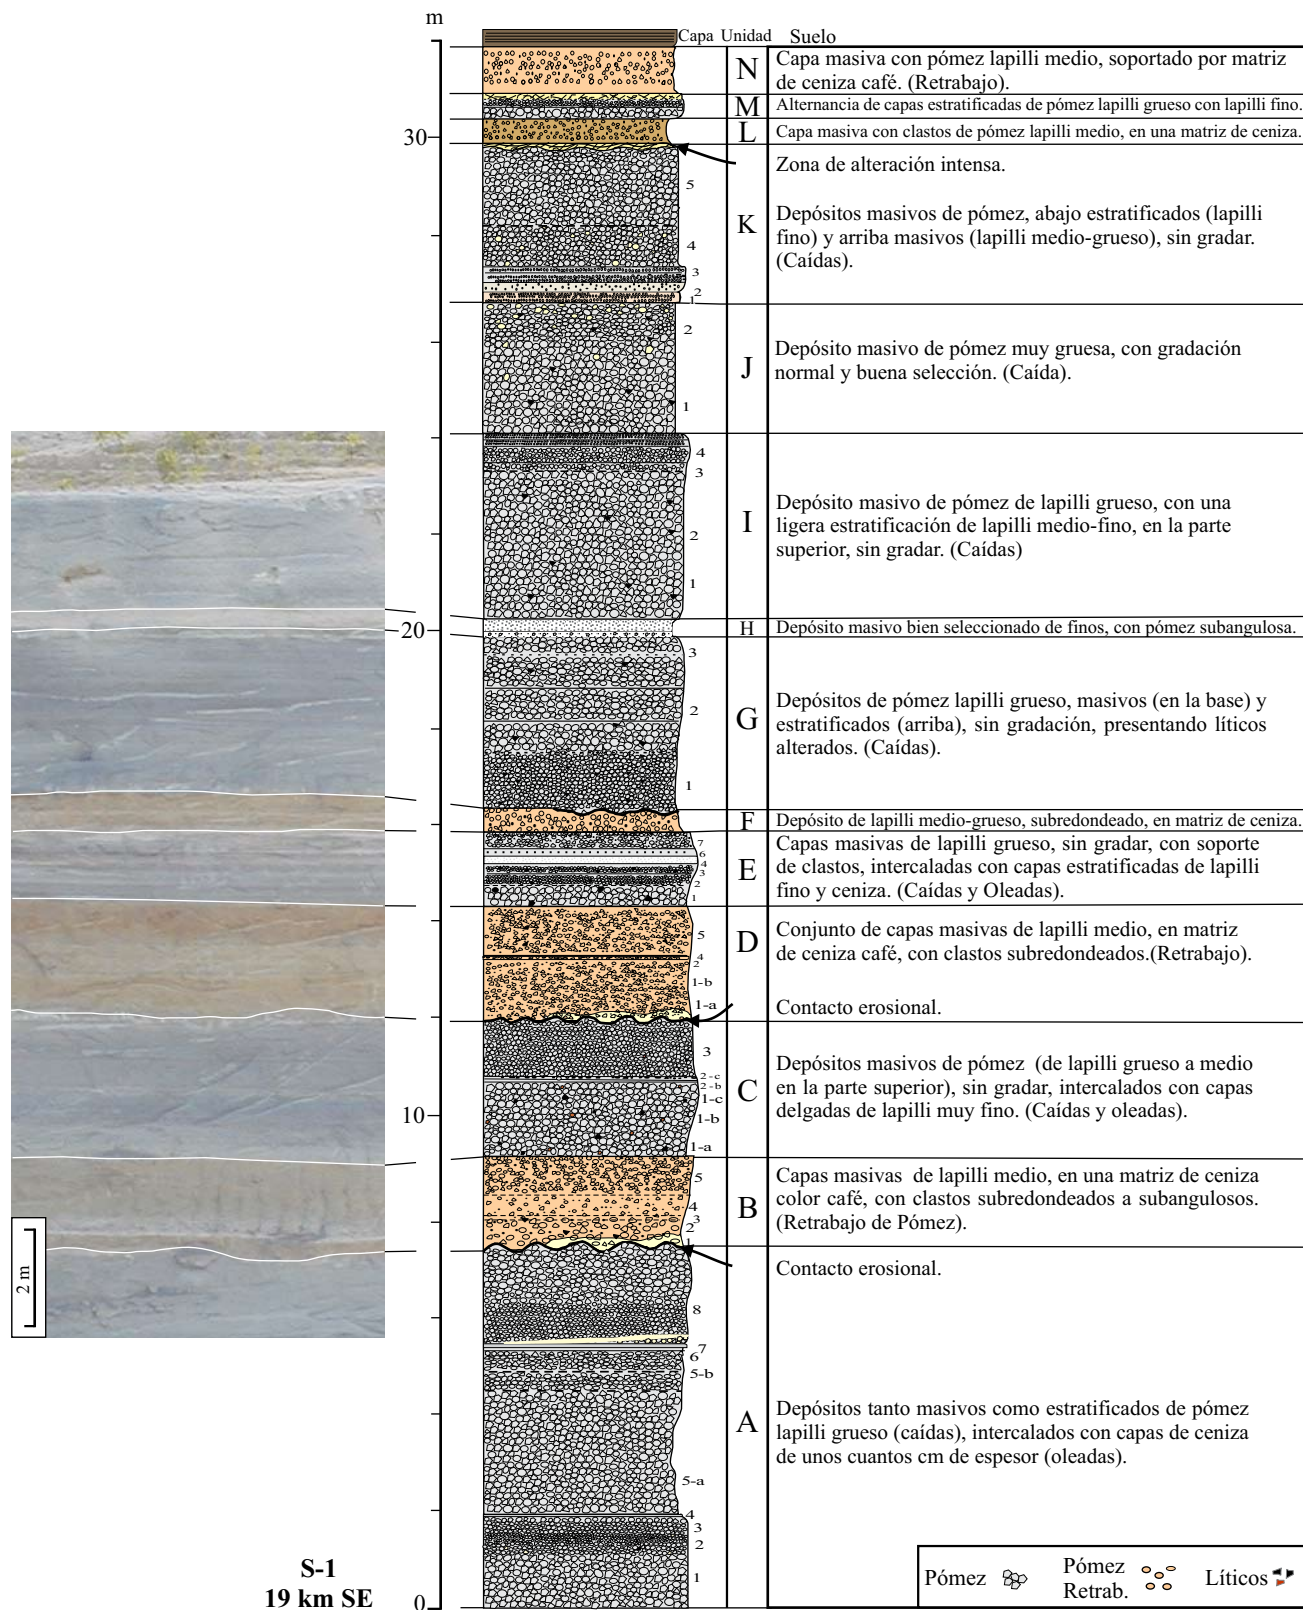 m
Capa Unidad Suelo
N
Capa masiva con pómez lapilli medio, soportado por matriz
de ceniza café. (Retrabajo).
M
Alternancia de capas estratificadas de pómez lapilli grueso con lapilli fino.
30
L
Capa masiva con clastos de pómez lapilli medio, en una matriz de ceniza.
Zona de alteración intensa.
5
4
3
2
1
K
Depósitos masivos de pómez, abajo estratificados (lapilli
fino) y arriba masivos (lapilli medio-grueso), sin gradar.
(Caídas).
2
1
J
Depósito masivo de pómez muy gruesa, con gradación
normal y buena selección. (Caída).
4
3
2
1
I
Depósito masivo de pómez de lapilli grueso, con una
ligera estratificación de lapilli medio-fino, en la parte
superior, sin gradar. (Caídas)
20
H
Depósito masivo bien seleccionado de finos, con pómez subangulosa.
3
2
1
G
Depósitos de pómez lapilli grueso, masivos (en la base) y
estratificados (arriba), sin gradación, presentando líticos
alterados. (Caídas).
F
Depósito de lapilli medio-grueso, subredondeado, en matriz de ceniza.
7
6
4
3
2
1
E
Capas masivas de lapilli grueso, sin gradar, con soporte
de clastos, intercaladas con capas estratificadas de lapilli
fino y ceniza. (Caídas y Oleadas).
5
4
2
1-b
1-a
D
Conjunto de capas masivas de lapilli medio, en matriz
de ceniza café, con clastos subredondeados.(Retrabajo).
Contacto erosional.
3
2-c
2-b
1-c
1-b
1-a
10
C
Depósitos masivos de pómez (de lapilli grueso a medio
en la parte superior), sin gradar, intercalados con capas
delgadas de lapilli muy fino. (Caídas y oleadas).
5
4
3
2
1
B
Capas masivas de lapilli medio, en una matriz de ceniza
color café, con clastos subredondeados a subangulosos.
(Retrabajo de Pómez).
Contacto erosional.
2 m
8
7
6
5-b
5-a
4
3
2
1
A
Depósitos tanto masivos como estratificados de pómez
lapilli grueso (caídas), intercalados con capas de ceniza
de unos cuantos cm de espesor (oleadas).
S-1
19 km SE
0
Pómez
Pómez
Retrab.
Líticos